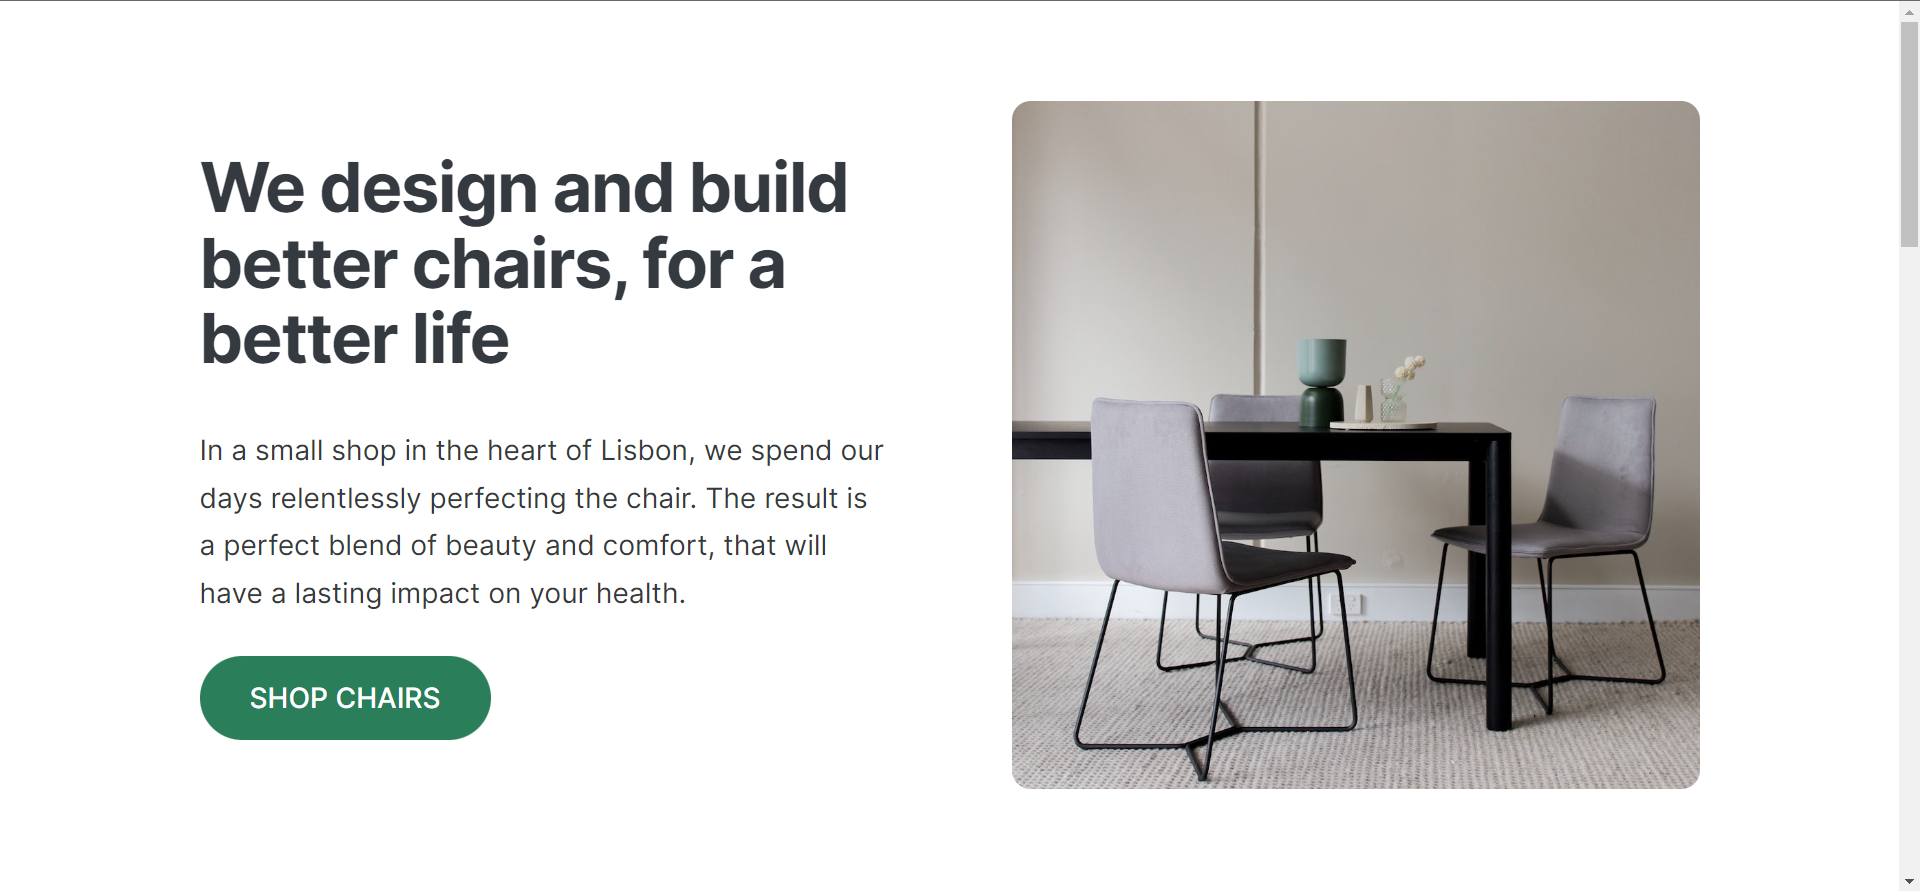 We design and build
better chairs, for a
better life
In a small shop in the heart of Lisbon, we spend our
days relentlessly perfecting the chair. The result is
a perfect blend of beauty and comfort, that will
have a lasting impact on your health.
SHOP CHAIRS